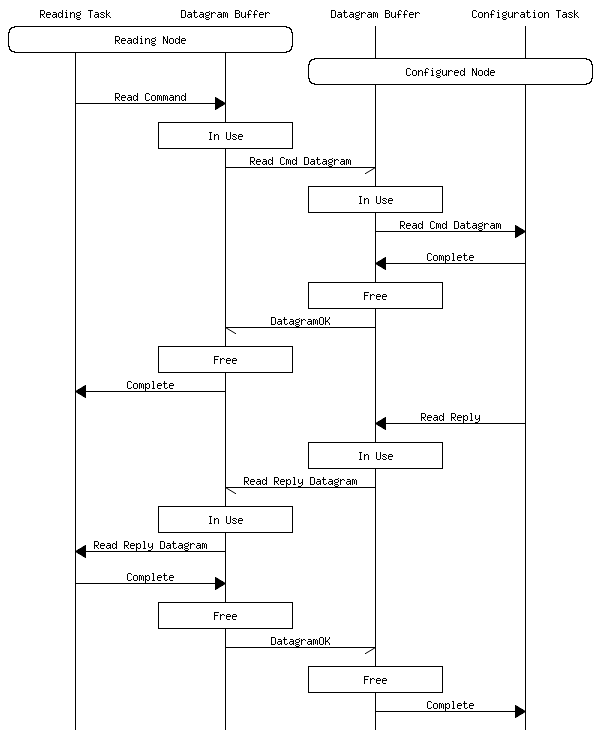 Reading Task
Datagram Buffer
Datagram Buffer
Configuration Task
Reading Node
Configured Node
Read Command
In Use
Read Cmd Datagram
In Use
Read Cmd Datagram
Complete
Free
DatagramOK
Free
Complete
Read Reply
In Use
Read Reply Datagram
In Use
Read Reply Datagram
Complete
Free
DatagramOK
Free
Complete